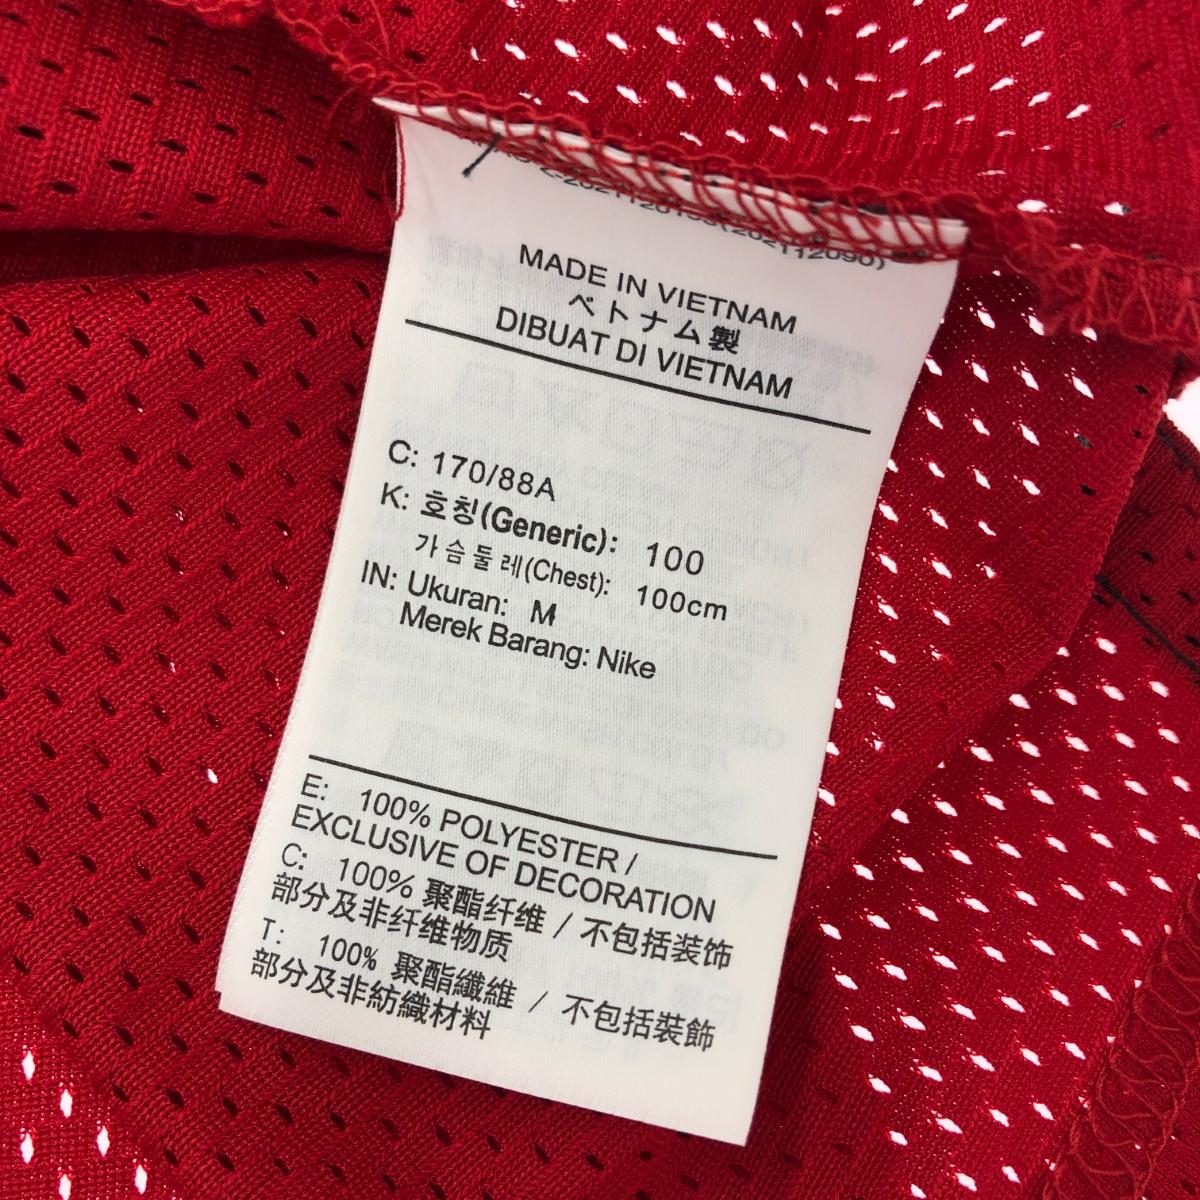 MADE IN VIETNAM
ベトナム製
DIBUAT DI VIETNAM
C: 170/88A
K: 호칭(Generic): 100
가슴둘레(Chest): 100cm
IN: Ukuran: M
Merek Barang: Nike
E: 100% POLYESTER /
EXCLUSIVE OF DECORATION
C: 100% 聚酯纤维 / 不包括装饰
部分及非纤维物质
T: 100% 聚酯纖維 / 不包括裝飾
部分及非紡織材料